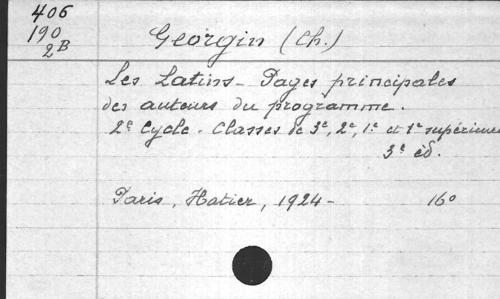 406
190
2B
Georgin (Ch.)
Les Latins - Pages principales
des auteurs du programme.
2e Cycle. Classes de 3e, 2e, 1e et 1e supérieure
3e éd.
Paris, Hatier, 1924 - 16o